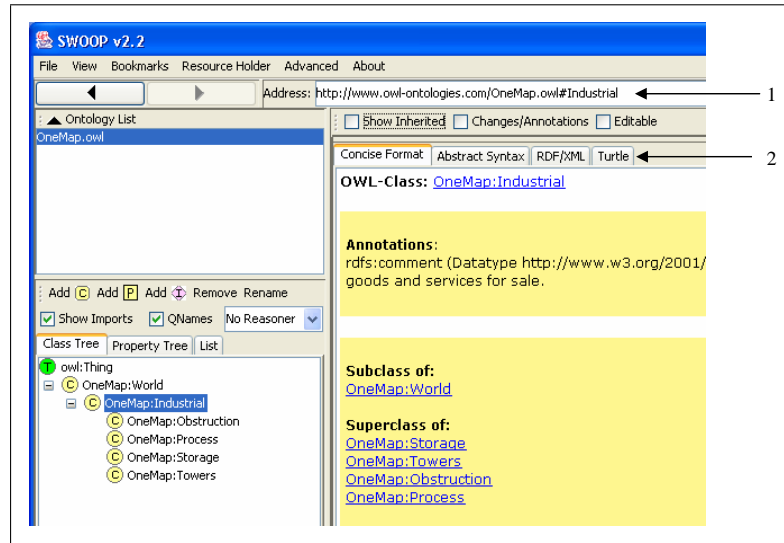 SWOOP v2.2
File View Bookmarks Resource Holder Advanced About
Address: http://www.owl-ontologies.com/OneMap.owl#Industrial
1
Ontology List
OneMap.owl
Show Inherited Changes/Annotations Editable
Concise Format Abstract Syntax RDF/XML Turtle
2
OWL-Class: OneMap:Industrial
Annotations:
rdfs:comment (Datatype http://www.w3.org/2001/
goods and services for sale.
Add C Add P Add I Remove Rename
Show Imports QNames No Reasoner
Class Tree Property Tree List
T owl:Thing
C OneMap:World
C OneMap:Industrial
C OneMap:Obstruction
C OneMap:Process
C OneMap:Storage
C OneMap:Towers
Subclass of:
OneMap:World
Superclass of:
OneMap:Storage
OneMap:Towers
OneMap:Obstruction
OneMap:Process